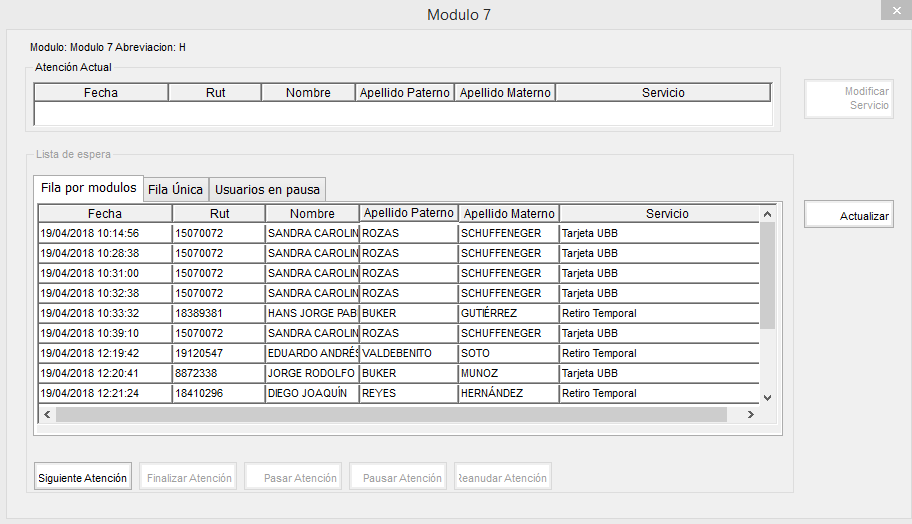 Modulo 7
Modulo: Modulo 7 Abreviacion: H
Atención Actual
Fecha Rut Nombre Apellido Paterno Apellido Materno Servicio
Modificar Servicio
Lista de espera
Fila por modulos Fila Única Usuarios en pausa
Fecha Rut Nombre Apellido Paterno Apellido Materno Servicio
Actualizar
19/04/2018 10:14:56 15070072 SANDRA CAROLIN ROZAS SCHUFFENEGER Tarjeta UBB
19/04/2018 10:28:38 15070072 SANDRA CAROLIN ROZAS SCHUFFENEGER Tarjeta UBB
19/04/2018 10:31:00 15070072 SANDRA CAROLIN ROZAS SCHUFFENEGER Tarjeta UBB
19/04/2018 10:32:38 15070072 SANDRA CAROLIN ROZAS SCHUFFENEGER Tarjeta UBB
19/04/2018 10:33:32 18389381 HANS JORGE PAB BUKER GUTIÉRREZ Retiro Temporal
19/04/2018 10:39:10 15070072 SANDRA CAROLIN ROZAS SCHUFFENEGER Tarjeta UBB
19/04/2018 12:19:42 19120547 EDUARDO ANDRÉS VALDEBENITO SOTO Retiro Temporal
19/04/2018 12:20:41 8872338 JORGE RODOLFO BUKER MUNOZ Tarjeta UBB
19/04/2018 12:21:24 18410296 DIEGO JOAQUÍN REYES HERNÁNDEZ Retiro Temporal
Siguiente Atención Finalizar Atención Pasar Atención Pausar Atención Reanudar Atención